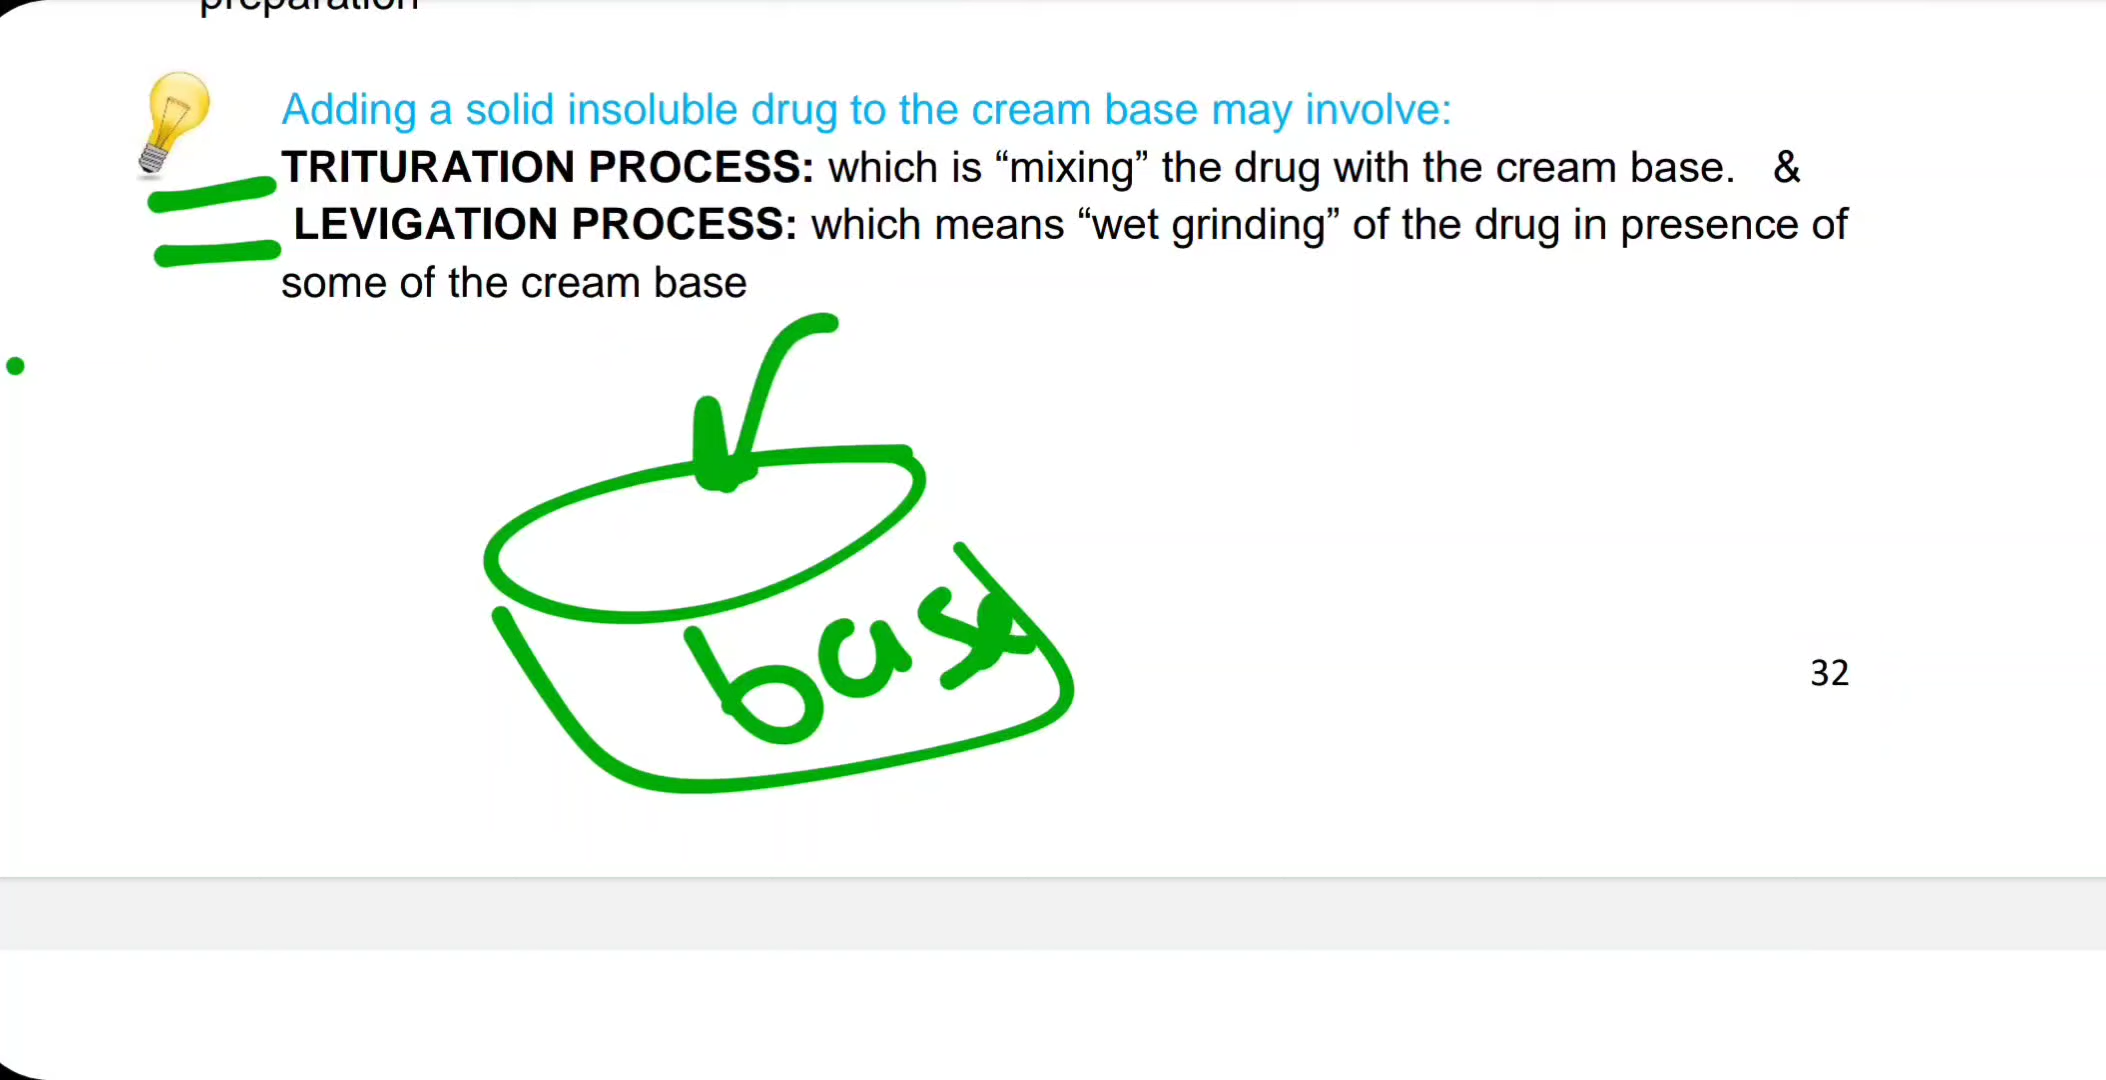 preparation
Adding a solid insoluble drug to the cream base may involve:
TRITURATION PROCESS: which is “mixing” the drug with the cream base. &
LEVIGATION PROCESS: which means “wet grinding” of the drug in presence of
some of the cream base
base
32